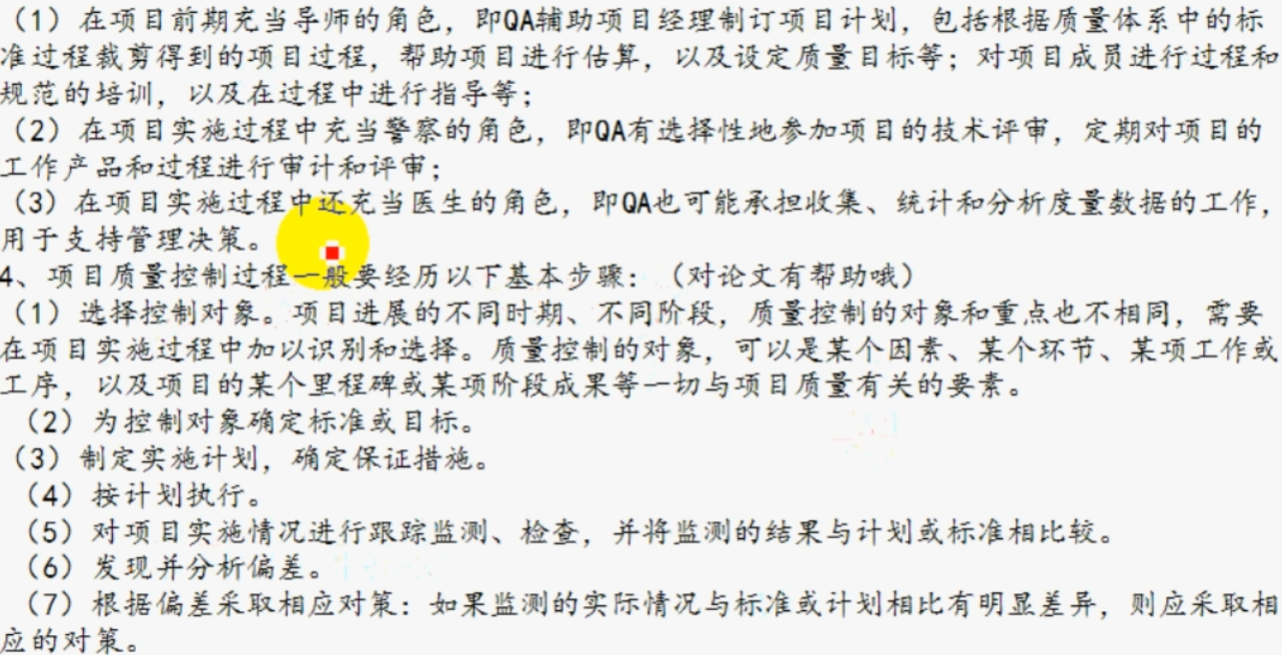 （1）在项目前期充当导师的角色，即QA辅助项目经理制订项目计划，包括根据质量体系中的标
准过程裁剪得到的项目过程，帮助项目进行估算，以及设定质量目标等；对项目成员进行过程和
规范的培训，以及在过程中进行指导等；
（2）在项目实施过程中充当警察的角色，即QA有选择性地参加项目的技术评审，定期对项目的
工作产品和过程进行审计和评审；
（3）在项目实施过程中还充当医生的角色，即QA也可能承担收集、统计和分析度量数据的工作，
用于支持管理决策。
4、项目质量控制过程一般要经历以下基本步骤：（对论文有帮助哦）
（1）选择控制对象。项目进展的不同时期、不同阶段，质量控制的对象和重点也不相同，需要
在项目实施过程中加以识别和选择。质量控制的对象，可以是某个因素、某个环节、某项工作或
工序，以及项目的某个里程碑或某项阶段成果等一切与项目质量有关的要素。
（2）为控制对象确定标准或目标。
（3）制定实施计划，确定保证措施。
（4）按计划执行。
（5）对项目实施情况进行跟踪监测、检查，并将监测的结果与计划或标准相比较。
（6）发现并分析偏差。
（7）根据偏差采取相应对策：如果监测的实际情况与标准或计划相比有明显差异，则应采取相
应的对策。